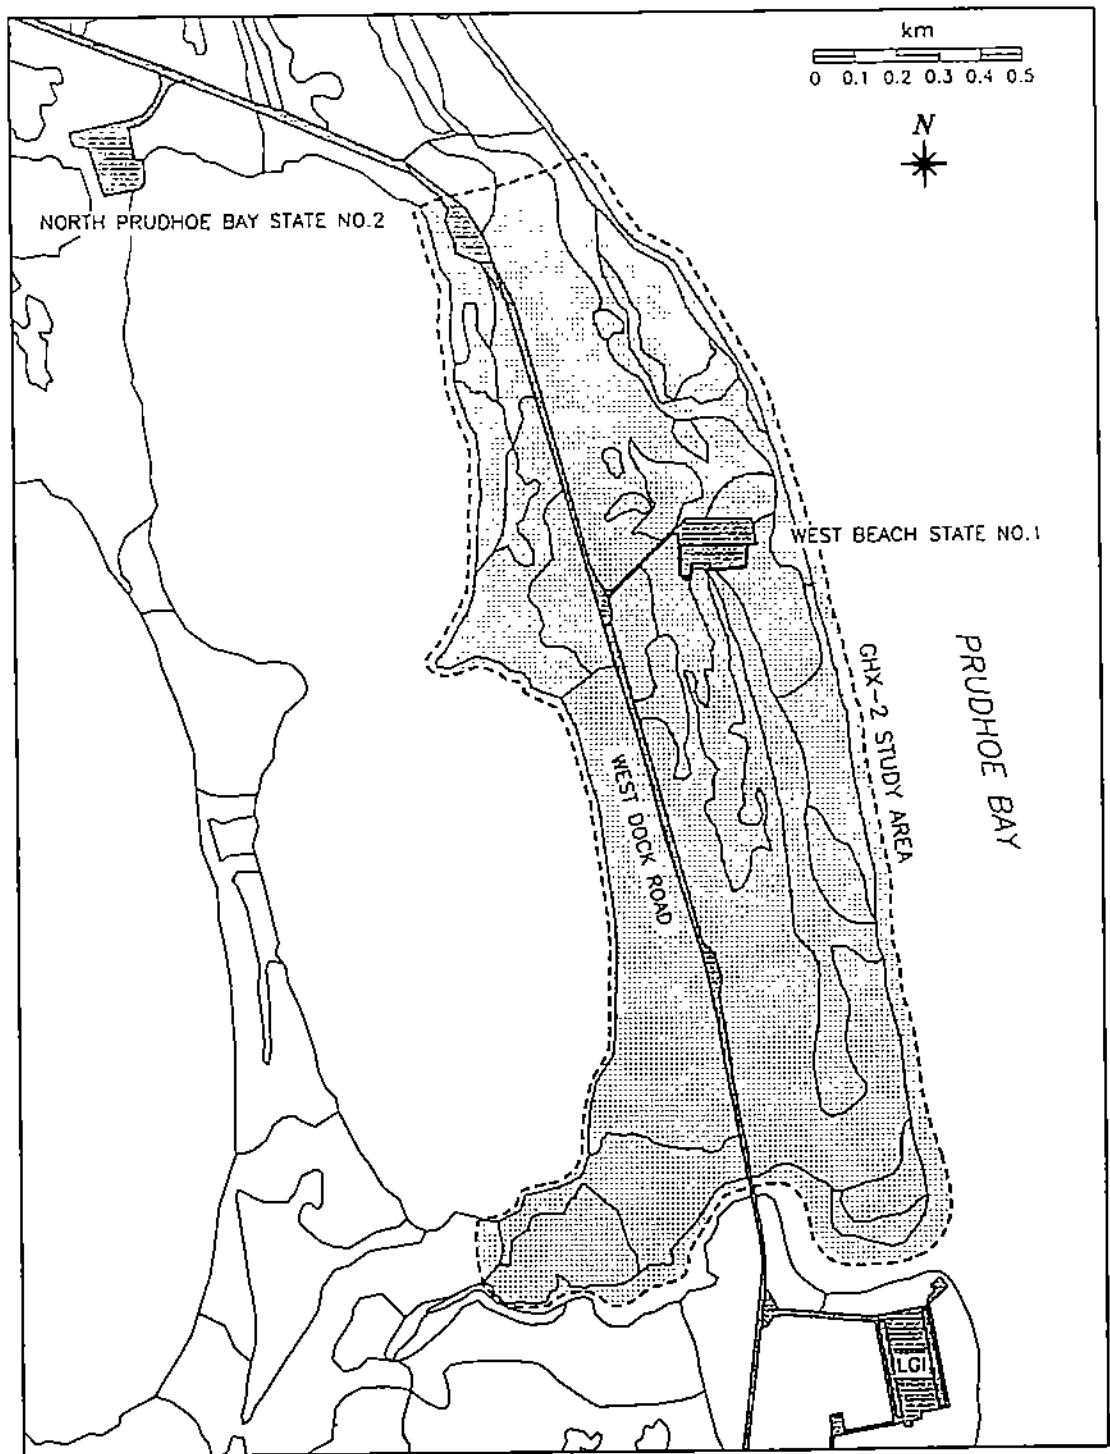 km
0 0.1 0.2 0.3 0.4 0.5
N
NORTH PRUDHOE BAY STATE NO.2
WEST BEACH STATE NO.1
PRUDHOE BAY
GHX-2 STUDY AREA
WEST DOCK ROAD
LGI